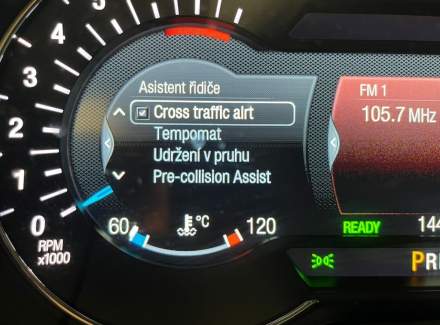 5
4
3
2
1
0
RPM
x1000
Asistent řidiče
Cross traffic alrt
Tempomat
Udržení v pruhu
Pre-collision Assist
60
°C
120
FM 1
105.7 MHz
READY
144